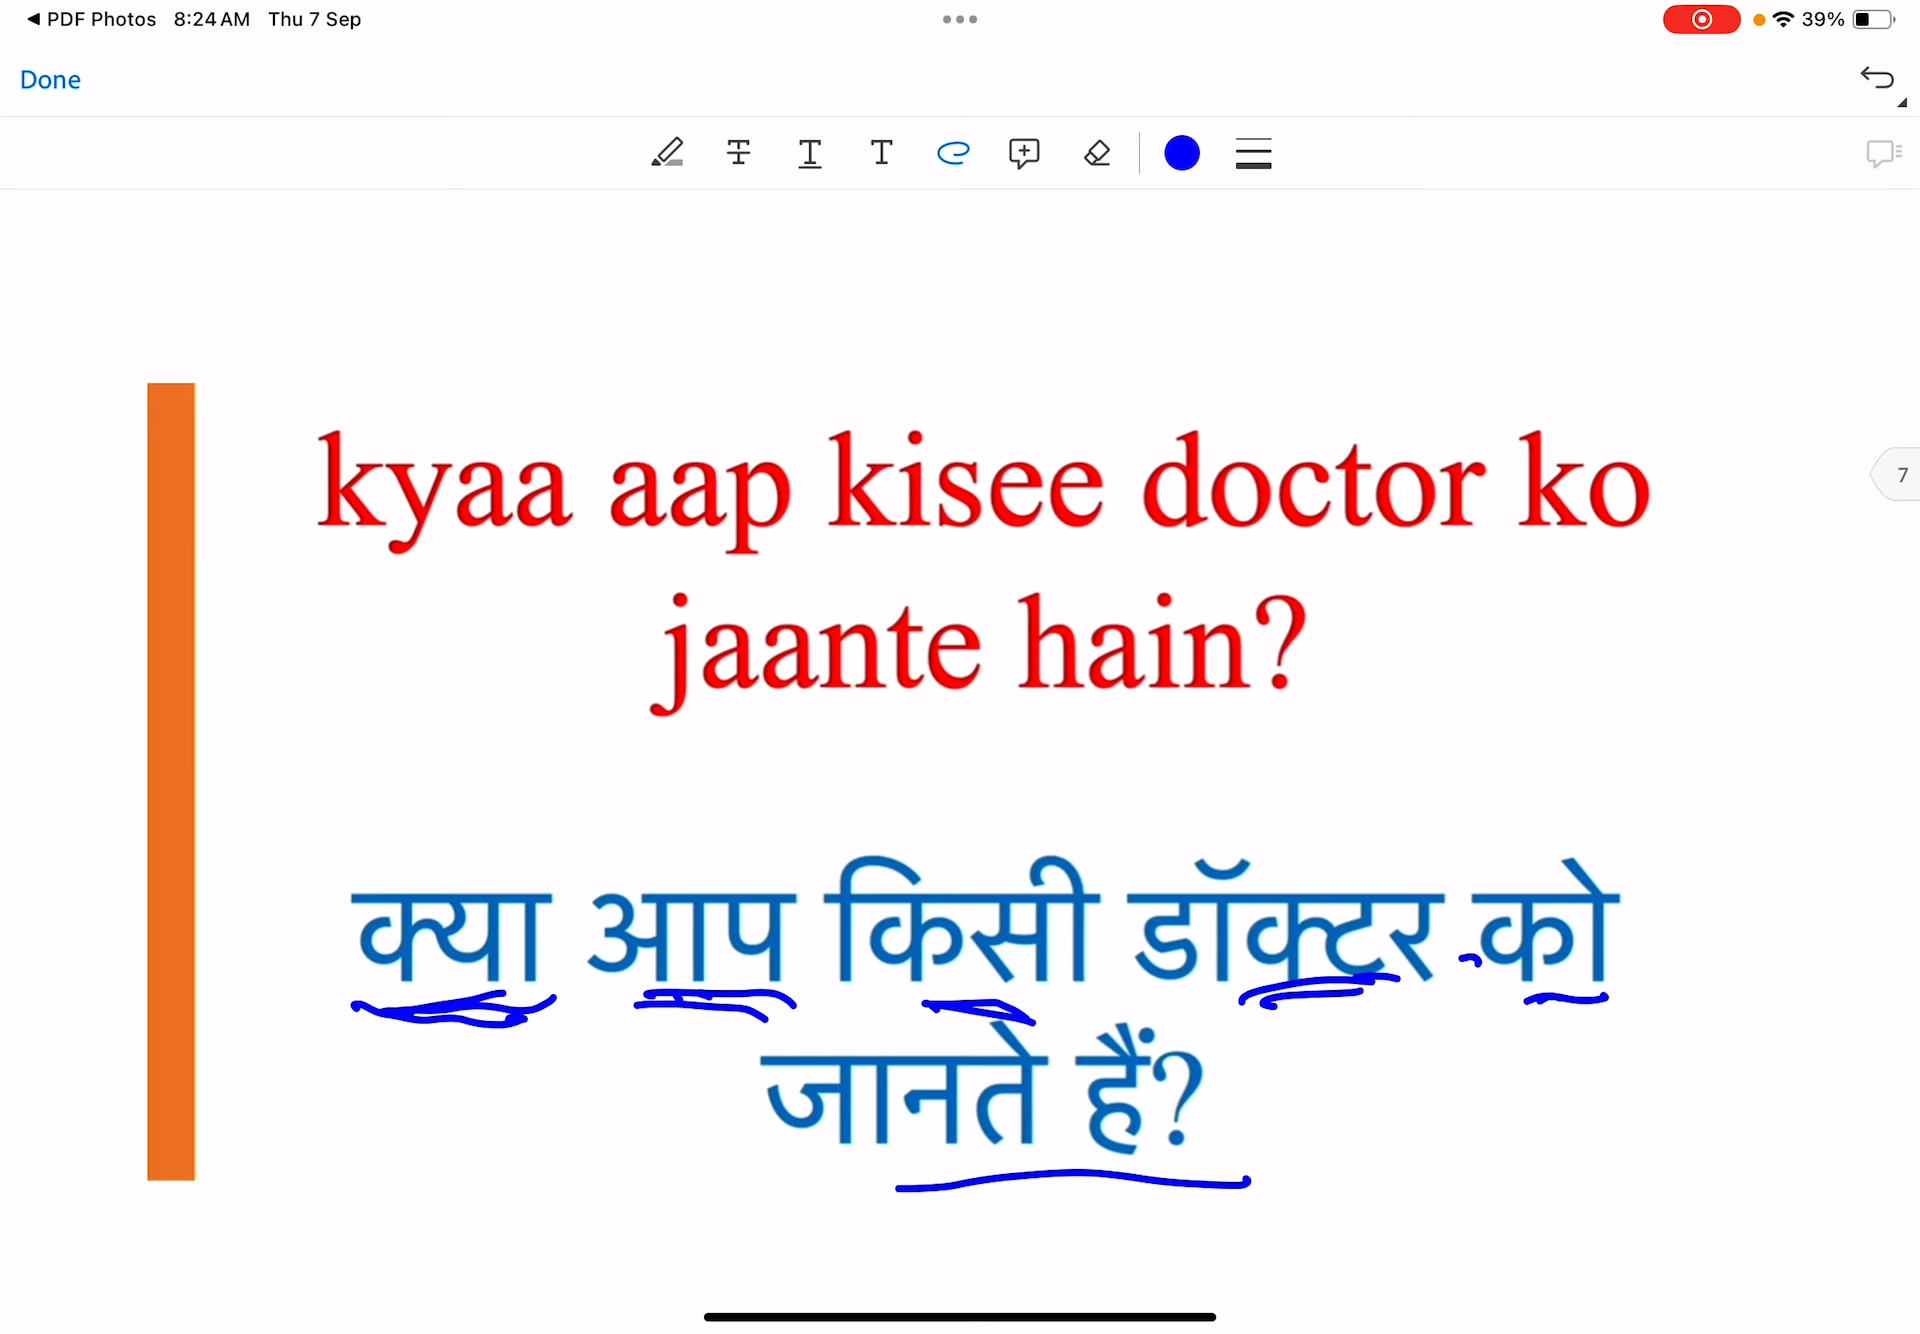 PDF Photos 8:24 AM Thu 7 Sep 39%
Done
7
kyaa aap kisee doctor ko
jaante hain?
क्या आप किसी डॉक्टर को
जानते हैं?